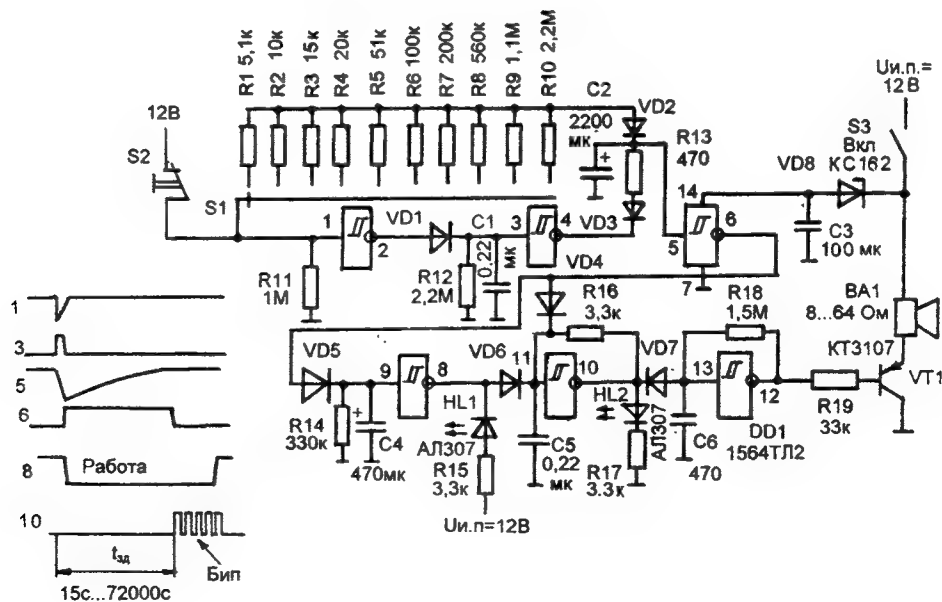 R1 5,1к
R2 10к
R3 15к
R4 20к
R5 51к
R6 100к
R7 200к
R8 560к
R9 1,1М
R10 2,2М
C2
2200
мк
+
VD2
R13
470
Uи.п.=
12В
S3
Вкл
КС162
VD8
12В
S2
S1
1
2
VD1
C1
0,22
мк
3
4
VD3
5
14
6
7
C3
100 мк
R11
1М
R12
2,2М
VD4
R16
3,3к
R18
1,5М
BA1
8...64 Ом
КТ3107
VT1
VD5
9
8
VD6
11
10
VD7
13
12
R14
330к
+
C4
470мк
HL1
АЛ307
R15
3,3к
Uи.п=12В
C5
0,22
мк
HL2
АЛ307
R17
3.3к
C6
470
DD1
1564ТЛ2
R19
33к
1
3
5
6
8
Работа
10
tзд
Бип
15с...72000с